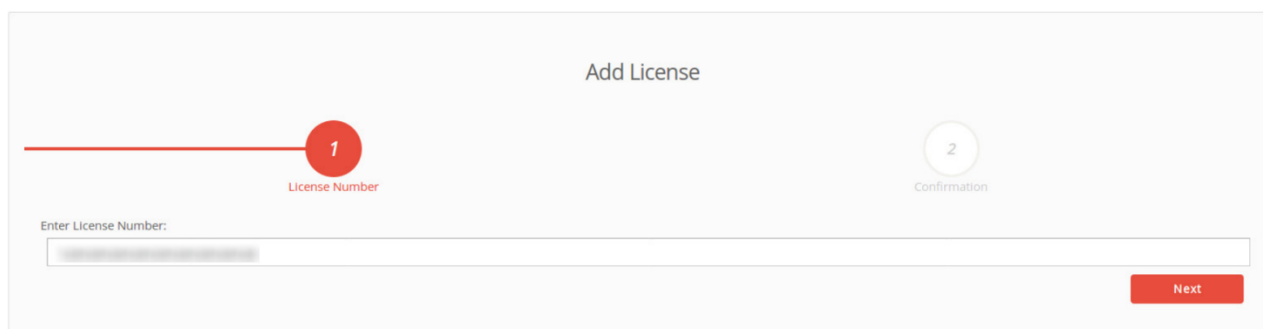 Add License
1
2
License Number
Confirmation
Enter License Number:
Next